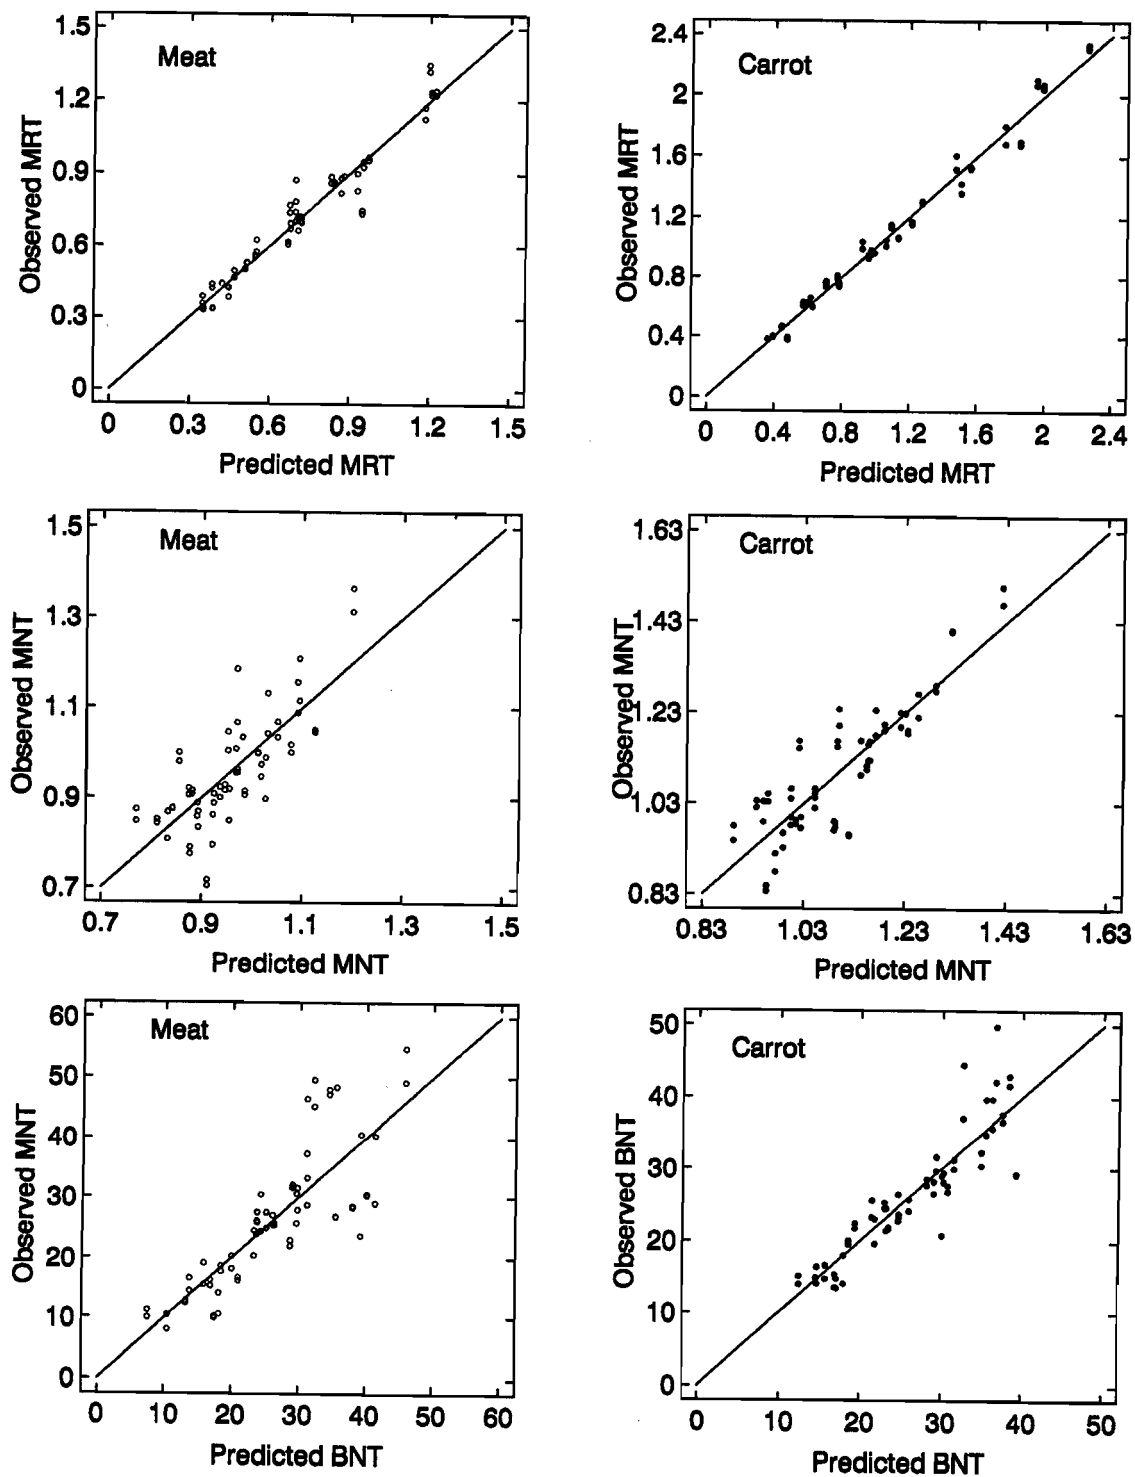 Meat
Observed MRT
1.5
1.2
0.9
0.6
0.3
0
0 0.3 0.6 0.9 1.2 1.5
Predicted MRT
Carrot
Observed MRT
2.4
2
1.6
1.2
0.8
0.4
0
0 0.4 0.8 1.2 1.6 2 2.4
Predicted MRT
Meat
Observed MNT
1.5
1.3
1.1
0.9
0.7
0.7 0.9 1.1 1.3 1.5
Predicted MNT
Carrot
Observed MNT
1.63
1.43
1.23
1.03
0.83
0.83 1.03 1.23 1.43 1.63
Predicted MNT
Meat
Observed MNT
60
50
40
30
20
10
0
0 10 20 30 40 50 60
Predicted BNT
Carrot
Observed BNT
50
40
30
20
10
0
0 10 20 30 40 50
Predicted BNT